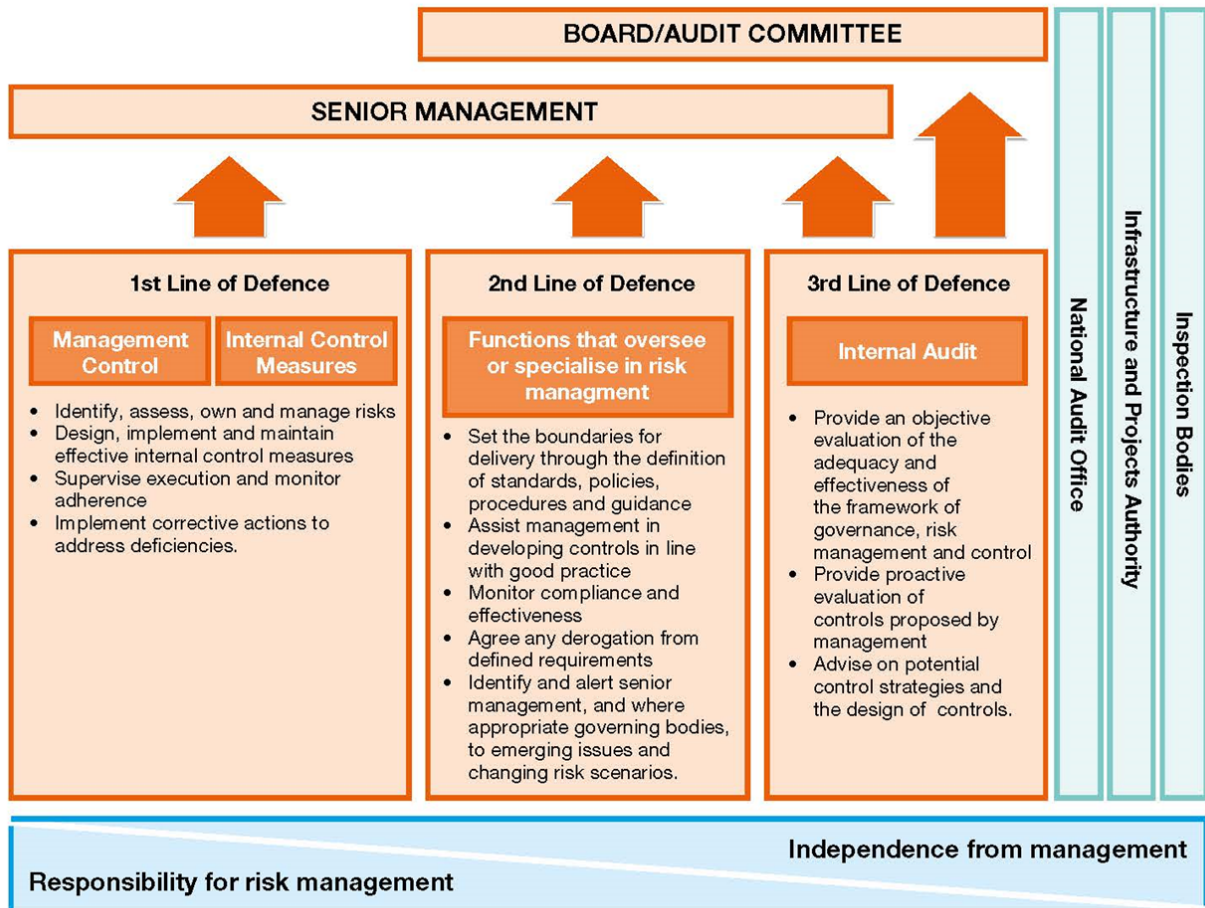 BOARD/AUDIT COMMITTEE
SENIOR MANAGEMENT
1st Line of Defence
Management
Control
Internal Control
Measures
• Identify, assess, own and manage risks
• Design, implement and maintain
effective internal control measures
• Supervise execution and monitor
adherence
• Implement corrective actions to
address deficiencies.
2nd Line of Defence
Functions that oversee
or specialise in risk
managment
• Set the boundaries for
delivery through the definition
of standards, policies,
procedures and guidance
• Assist management in
developing controls in line
with good practice
• Monitor compliance and
effectiveness
• Agree any derogation from
defined requirements
• Identify and alert senior
management, and where
appropriate governing bodies,
to emerging issues and
changing risk scenarios.
3rd Line of Defence
Internal Audit
• Provide an objective
evaluation of the
adequacy and
effectiveness of
the framework of
governance, risk
management and control
• Provide proactive
evaluation of
controls proposed by
management
• Advise on potential
control strategies and
the design of controls.
National Audit Office
Infrastructure and Projects Authority
Inspection Bodies
Independence from management
Responsibility for risk management